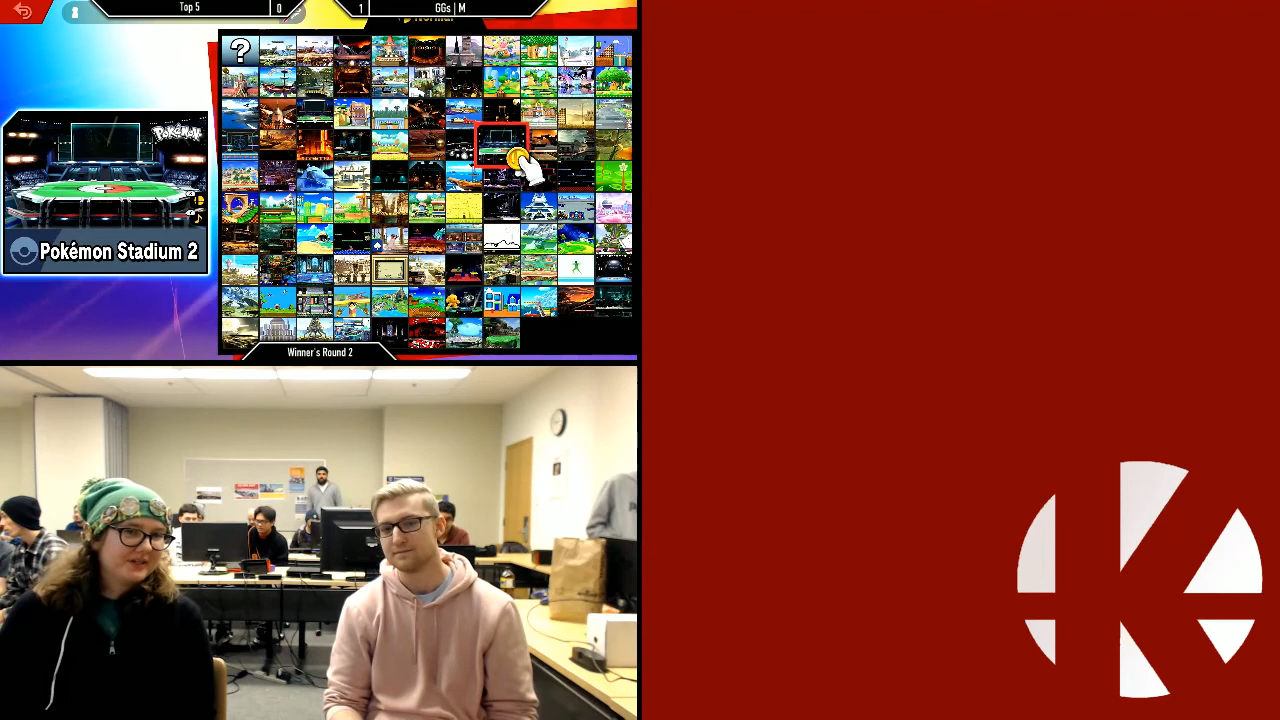 Top 5
0
1
GGs | M
?
POKéMON
Pokémon Stadium 2
Winner's Round 2